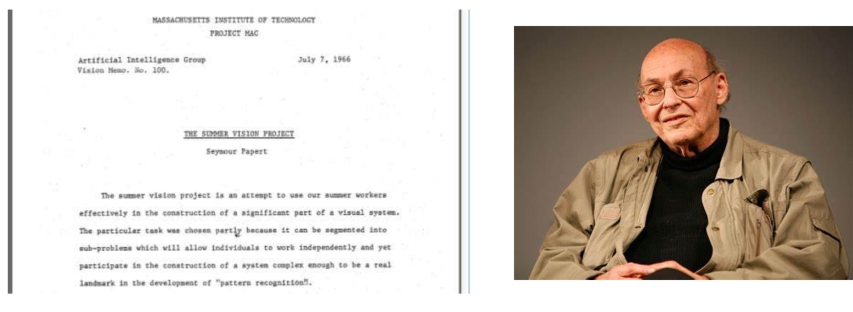 MASSACHUSETTS INSTITUTE OF TECHNOLOGY
PROJECT MAC
Artificial Intelligence Group July 7, 1966
Vision Memo. No. 100.
THE SUMMER VISION PROJECT
Seymour Papert
The summer vision project is an attempt to use our summer workers
effectively in the construction of a significant part of a visual system.
The particular task was chosen partly because it can be segmented into
sub-problems which will allow individuals to work independently and yet
participate in the construction of a system complex enough to be a real
landmark in the development of "pattern recognition".